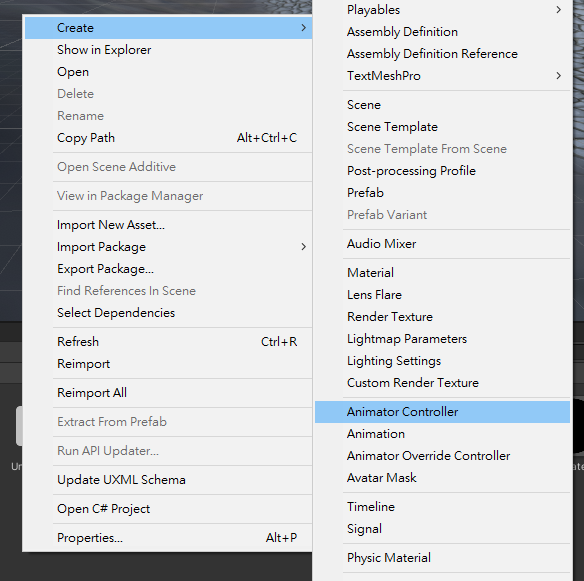 Create
Show in Explorer
Open
Delete
Rename
Copy Path Alt+Ctrl+C
Open Scene Additive
View in Package Manager
Import New Asset...
Import Package
Export Package...
Find References In Scene
Select Dependencies
Refresh Ctrl+R
Reimport
Reimport All
Extract From Prefab
Run API Updater...
Update UXML Schema
Open C# Project
Properties... Alt+P
Playables
Assembly Definition
Assembly Definition Reference
TextMeshPro
Scene
Scene Template
Scene Template From Scene
Post-processing Profile
Prefab
Prefab Variant
Audio Mixer
Material
Lens Flare
Render Texture
Lightmap Parameters
Lighting Settings
Custom Render Texture
Animator Controller
Animation
Animator Override Controller
Avatar Mask
Timeline
Signal
Physic Material